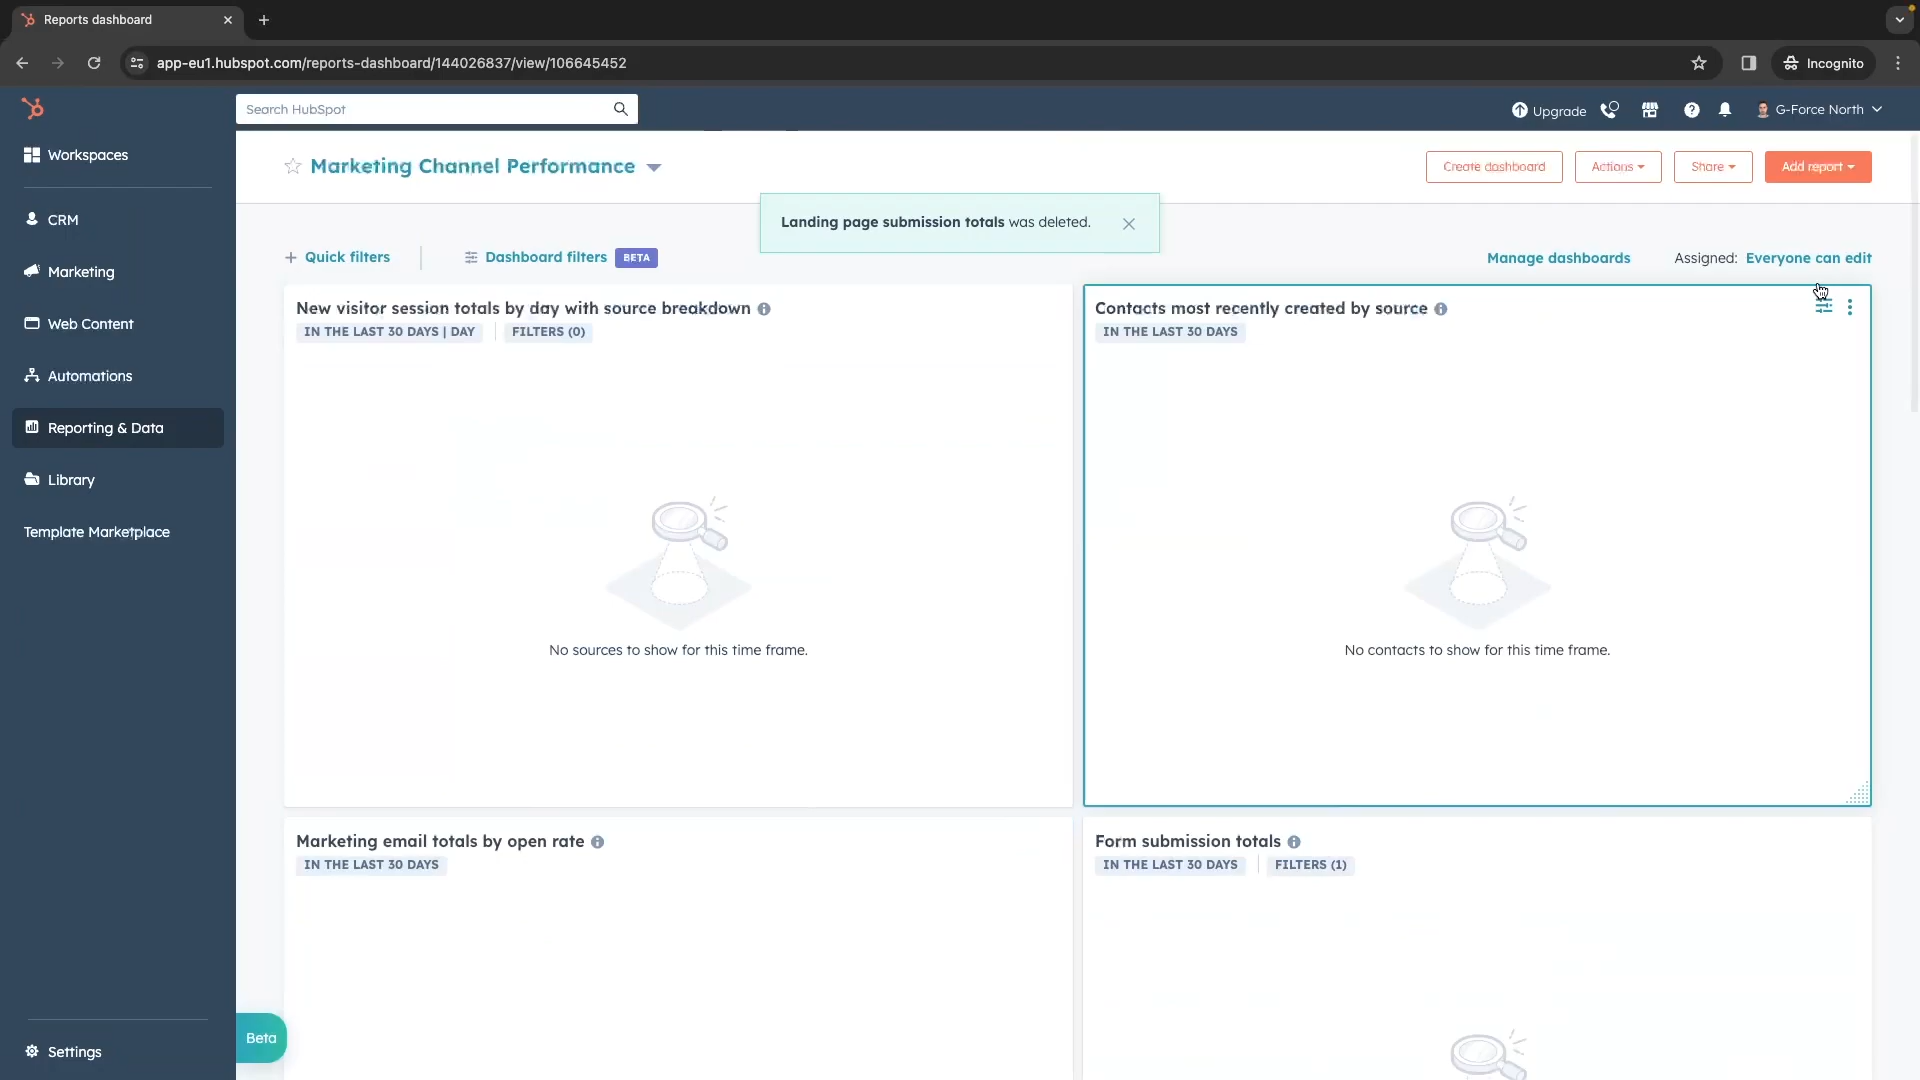 Reports dashboard
app-eu1.hubspot.com/reports-dashboard/144026837/view/106645452
Incognito
Search HubSpot
Upgrade
G-Force North
Workspaces
CRM
Marketing
Web Content
Automations
Reporting & Data
Library
Template Marketplace
Settings
Beta
Marketing Channel Performance
Create dashboard
Actions
Share
Add report
Landing page submission totals was deleted.
Quick filters
Dashboard filters BETA
Manage dashboards
Assigned: Everyone can edit
New visitor session totals by day with source breakdown
IN THE LAST 30 DAYS | DAY
FILTERS (0)
No sources to show for this time frame.
Contacts most recently created by source
IN THE LAST 30 DAYS
No contacts to show for this time frame.
Marketing email totals by open rate
IN THE LAST 30 DAYS
Form submission totals
IN THE LAST 30 DAYS
FILTERS (1)